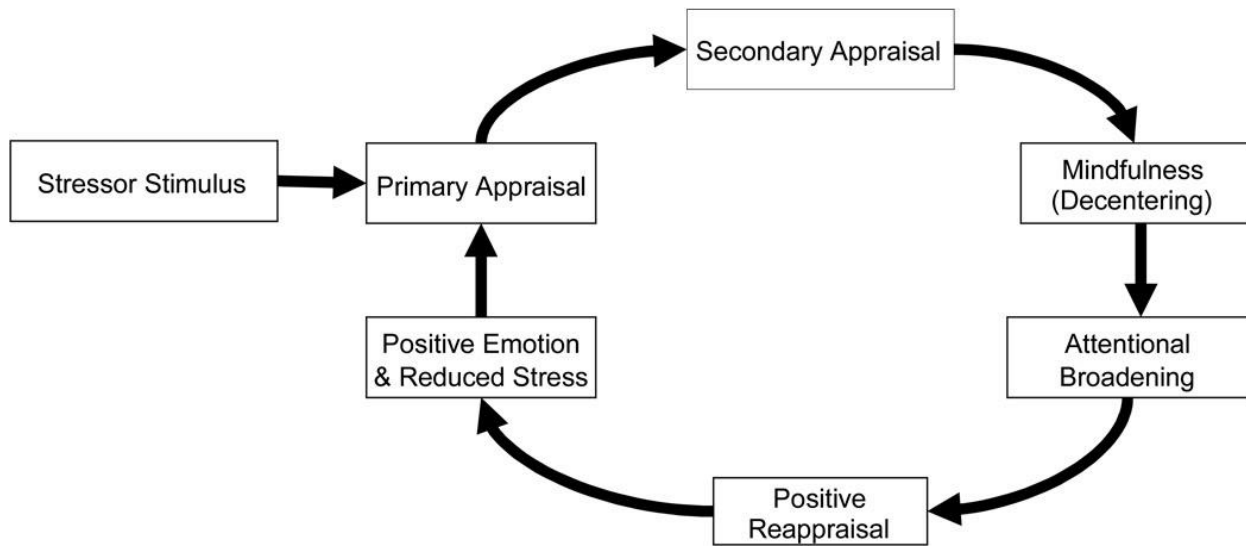 Stressor Stimulus
Primary Appraisal
Secondary Appraisal
Mindfulness
(Decentering)
Attentional
Broadening
Positive
Reappraisal
Positive Emotion
& Reduced Stress